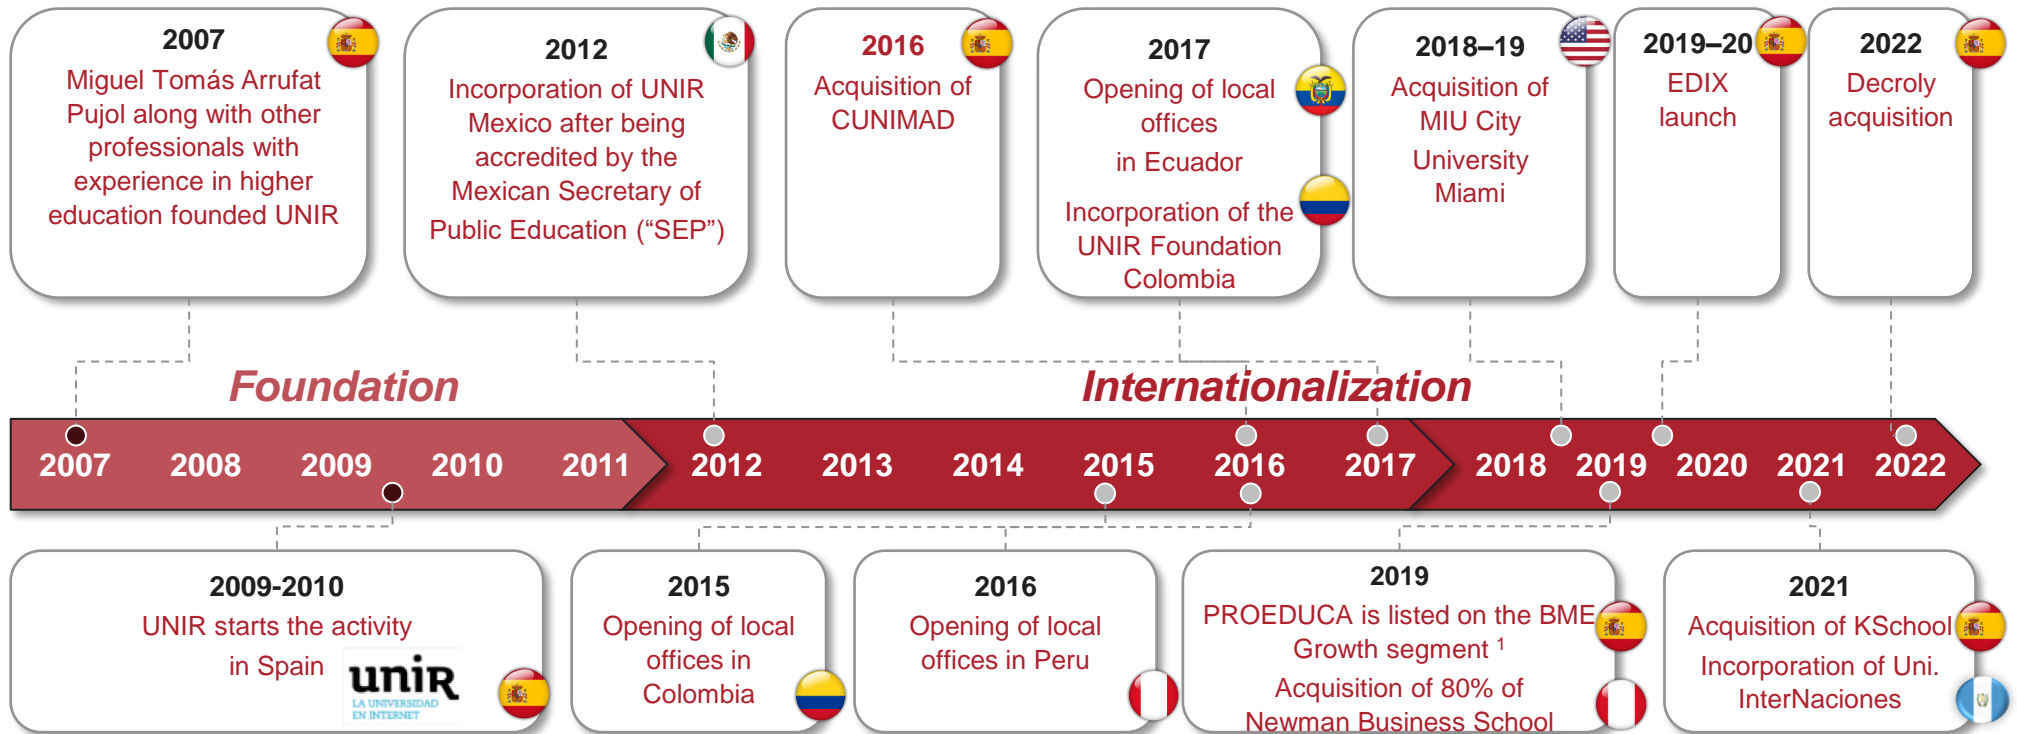 2007
Miguel Tomás Arrufat
Pujol along with other
professionals with
experience in higher
education founded UNIR
2012
Incorporation of UNIR
Mexico after being
accredited by the
Mexican Secretary of
Public Education (“SEP”)
2016
Acquisition of
CUNIMAD
2017
Opening of local
offices
in Ecuador
Incorporation of the
UNIR Foundation
Colombia
2018–19
Acquisition of
MIU City
University
Miami
2019–20
EDIX
launch
2022
Decroly
acquisition
Foundation
Internationalization
2007 2008 2009 2010 2011 2012 2013 2014 2015 2016 2017 2018 2019 2020 2021 2022
2009-2010
UNIR starts the activity
in Spain
uniR
LA UNIVERSIDAD
EN INTERNET
2015
Opening of local
offices in
Colombia
2016
Opening of local
offices in Peru
2019
PROEDUCA is listed on the BME
Growth segment 1
Acquisition of 80% of
Newman Business School
2021
Acquisition of KSchool
Incorporation of Uni.
InterNaciones